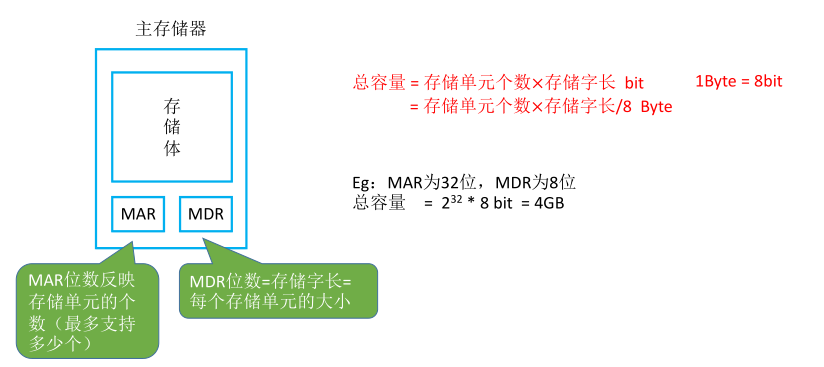 主存储器
存
储
体
MAR
MDR
MAR位数反映
存储单元的个
数（最多支持
多少个）
MDR位数=存储字长=
每个存储单元的大小
总容量 = 存储单元个数×存储字长 bit
= 存储单元个数×存储字长/8 Byte
1Byte = 8bit
Eg：MAR为32位，MDR为8位
总容量 = 2³² * 8 bit = 4GB